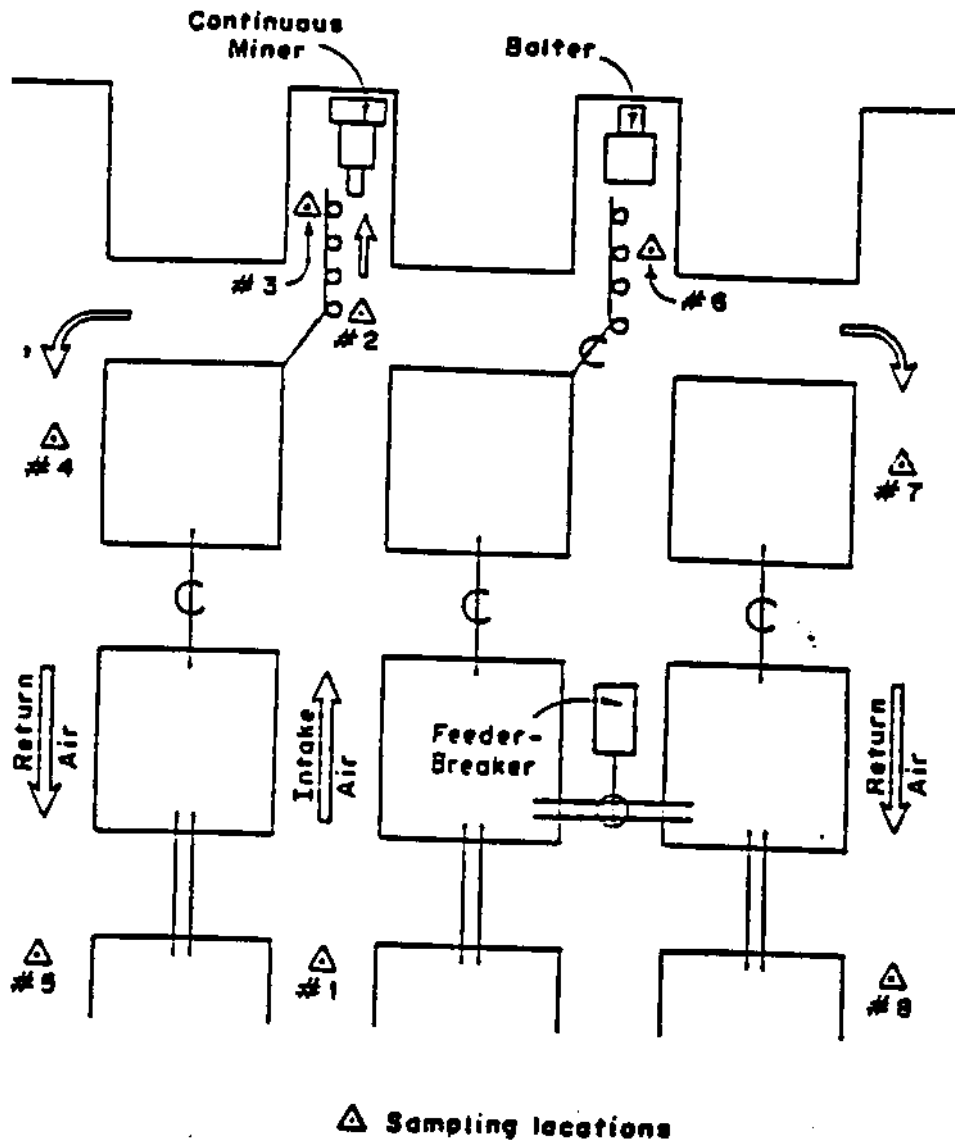 Continuous
Miner
Bolter
#3
#2
#6
#4
#7
Return
Air
Intake
Air
Feeder-
Breaker
Return
Air
#5
#1
#8
Sampling locations